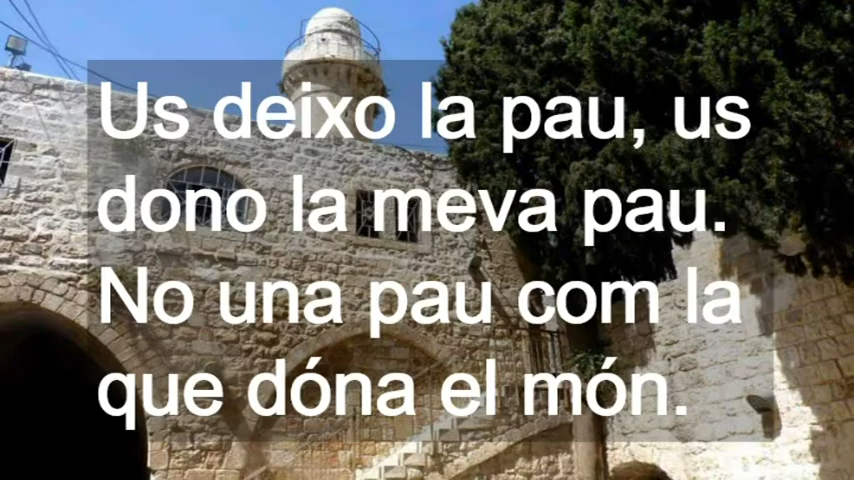 Us deixo la pau, us
dono la meva pau.
No una pau com la
que dóna el món.